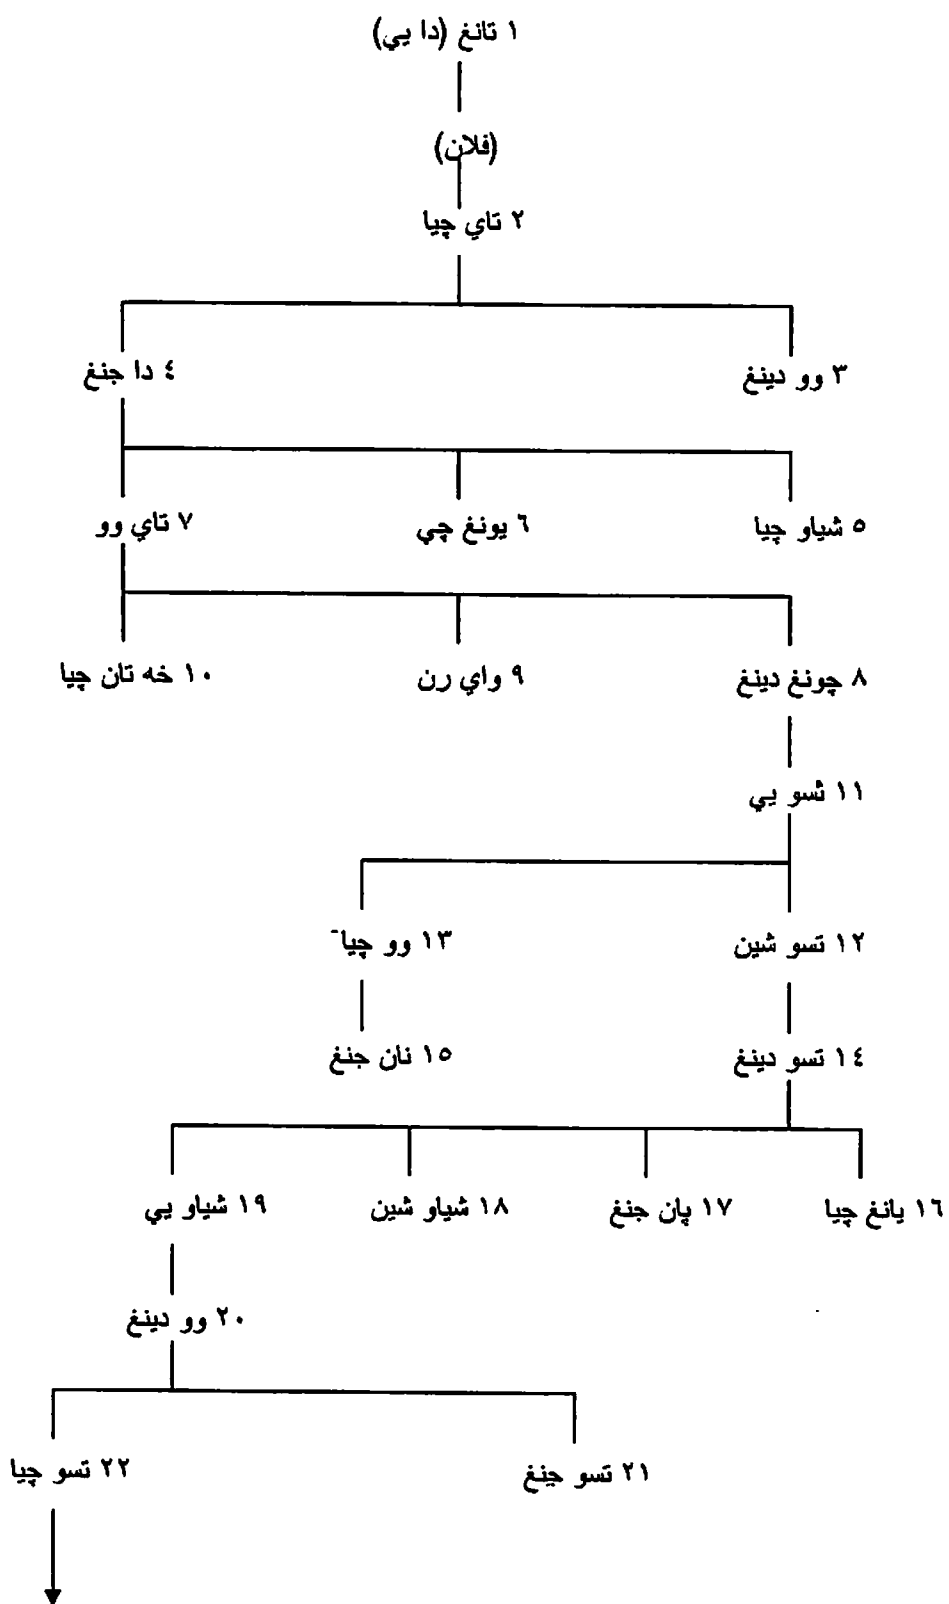 ١ تانغ (دا يي)
(فلان)
٢ تاي چيا
٣ وو دينغ
٤ دا جنغ
٥ شياو چيا
٦ يونغ چي
٧ تاي وو
٨ چونغ دينغ
٩ واي رن
١٠ خه تان چيا
١١ تسو يي
١٢ تسو شين
١٣ وو چيا
١٤ تسو دينغ
١٥ نان جنغ
١٦ يانغ چيا
١٧ پان جنغ
١٨ شياو شين
١٩ شياو يي
٢٠ وو دينغ
٢١ تسو جنغ
٢٢ تسو چيا